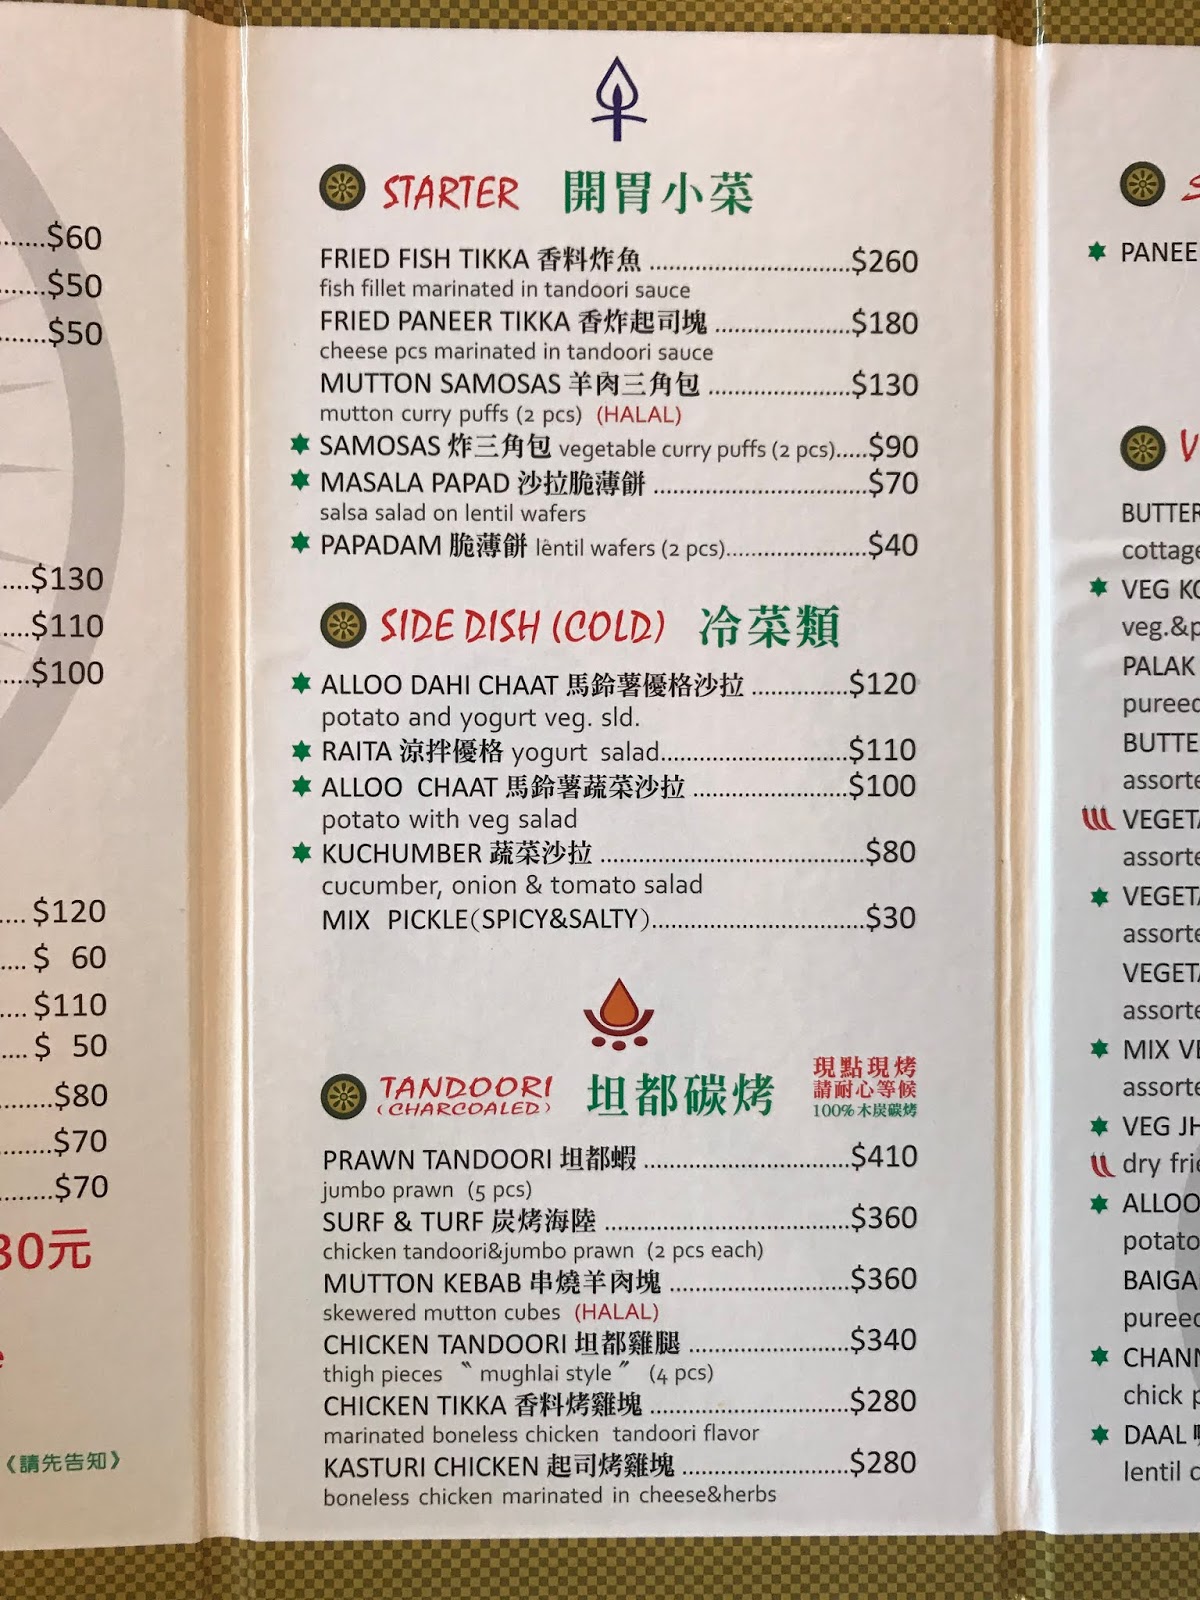 .......$60
.......$50
.......$50
....$130
....$110
....$100
.... $120
.... $ 60
.... $110
.... $ 50
.......$80
.......$70
.......$70
30元
e
《請先告知》
STARTER 開胃小菜
FRIED FISH TIKKA 香料炸魚 ..............................$260
fish fillet marinated in tandoori sauce
FRIED PANEER TIKKA 香炸起司塊 ....................$180
cheese pcs marinated in tandoori sauce
MUTTON SAMOSAS 羊肉三角包 .....................$130
mutton curry puffs (2 pcs) (HALAL)
SAMOSAS 炸三角包 vegetable curry puffs (2 pcs).....$90
MASALA PAPAD 沙拉脆薄餅 ................................$70
salsa salad on lentil wafers
PAPADAM 脆薄餅 lentil wafers (2 pcs).....................$40
SIDE DISH (COLD) 冷菜類
ALLOO DAHI CHAAT 馬鈴薯優格沙拉 ..............$120
potato and yogurt veg. sld.
RAITA 涼拌優格 yogurt salad...........................$110
ALLOO CHAAT 馬鈴薯蔬菜沙拉 .......................$100
potato with veg salad
KUCHUMBER 蔬菜沙拉 .......................................$80
cucumber, onion & tomato salad
MIX PICKLE(SPICY&SALTY)................................$30
TANDOORI
(CHARCOALED)
坦都碳烤
現點現烤
請耐心等候
100%木炭碳烤
PRAWN TANDOORI 坦都蝦 ...............................$410
jumbo prawn (5 pcs)
SURF & TURF 炭烤海陸 .....................................$360
chicken tandoori&jumbo prawn (2 pcs each)
MUTTON KEBAB 串燒羊肉塊 ...........................$360
skewered mutton cubes (HALAL)
CHICKEN TANDOORI 坦都雞腿 ........................$340
thigh pieces 〝 mughlai style 〞 (4 pcs)
CHICKEN TIKKA 香料烤雞塊 ..............................$280
marinated boneless chicken tandoori flavor
KASTURI CHICKEN 起司烤雞塊 .........................$280
boneless chicken marinated in cheese&herbs
S
PANEE
V
BUTTER
cottage
VEG KO
veg.&p
PALAK
pureed
BUTTE
assorte
VEGETA
assorte
VEGETA
assorte
VEGETA
assorte
MIX VE
assorte
VEG JH
dry frie
ALLOO
potato
BAIGA
pureed
CHANN
chick p
DAAL
lentil c